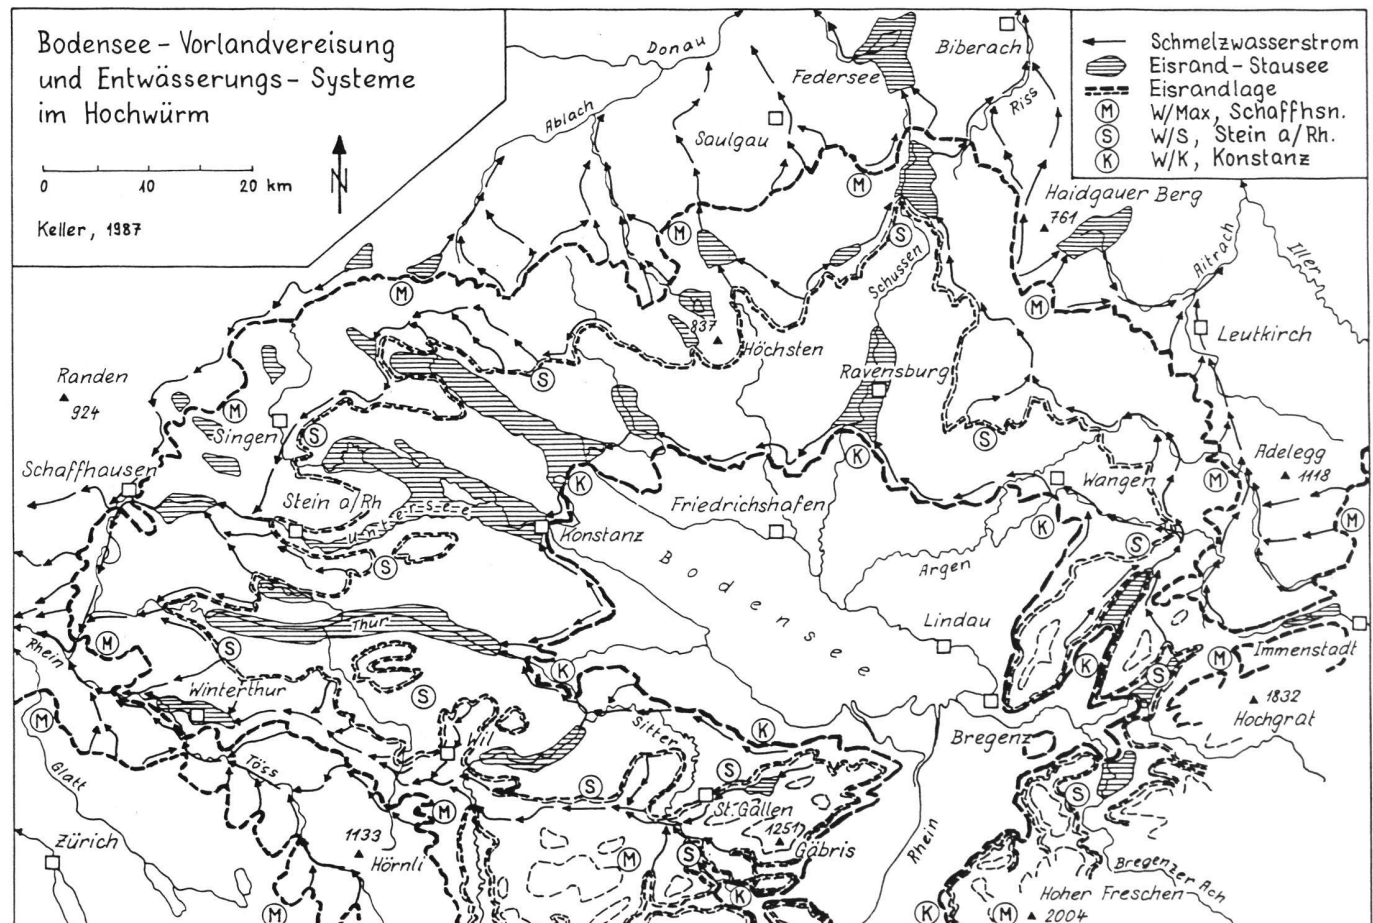 Bodensee - Vorlandvereisung
und Entwässerungs - Systeme
im Hochwürm
0 10 20 km
N
Keller, 1987
Schmelzwasserstrom
Eisrand-Stausee
Eisrandlage
M W/Max, Schaffhsn.
S W/S, Stein a/Rh.
K W/K, Konstanz
Donau
Federsee
Biberach
Riss
Ablach
Saulgau
M
M
Haidgauer Berg
761
Aitrach
Iller
S
Schussen
M
M
837
Höchsten
Leutkirch
Randen
924
S
Ravensburg
M
Singen
S
S
K
Schaffhausen
Adelegg
1118
Wangen
M
Stein a/Rh
K
Friedrichshafen
K
M
Untersee
Konstanz
S
S
Argen
Bodensee
Thur
Lindau
M
Rhein
S
K
K
S
M
Immenstadt
Winterthur
S
1832
Hochgrat
M
Sitter
K
Bregenz
Wil
Glatt
Töss
S
S
S
St. Gallen
M
1251
Gäbris
Zürich
1133
Hörnli
M
S
Rhein
Bregenzer Ach
K
Hoher Freschen
M
K
M
2004